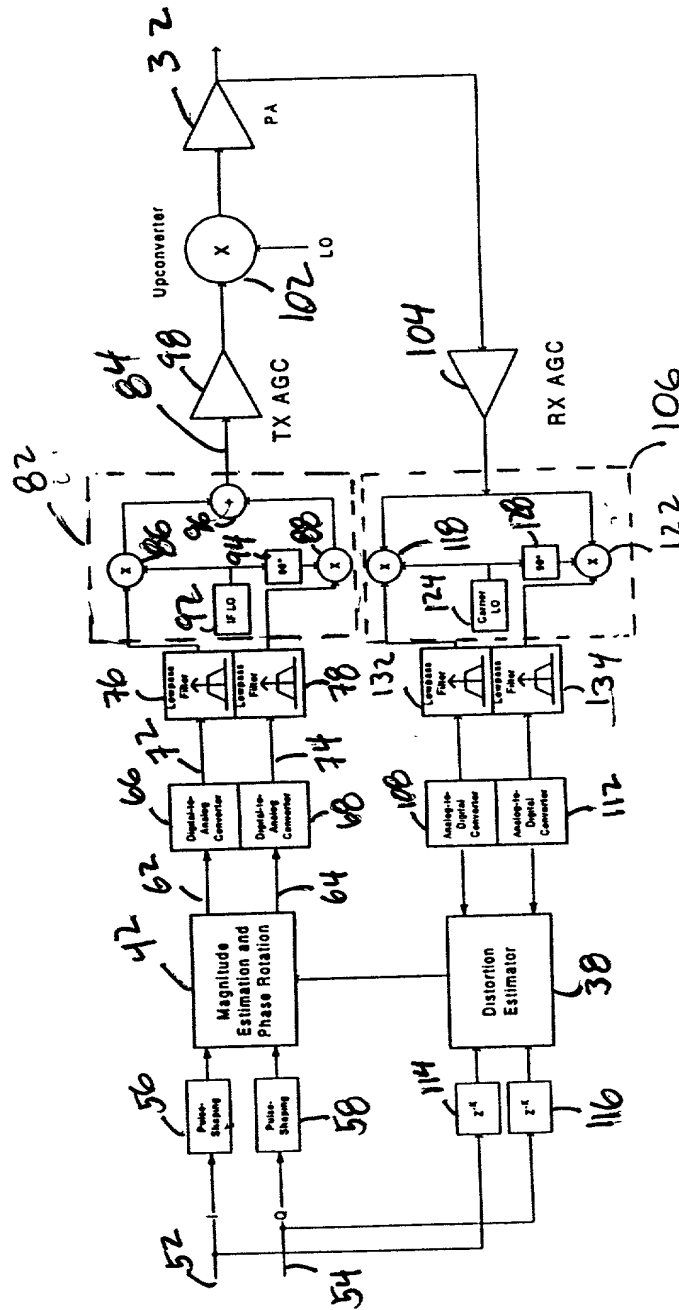 52
I
54
Q
56
Pulse-
Shaping
58
Pulse-
Shaping
42
Magnitude
Estimation and
Phase Rotation
62
64
66
Digital-to-
Analog
Converter
Digital-to-
Analog
Converter
68
72
74
76
Lowpass
Filter
Lowpass
Filter
78
82
86
X
92
IF LO
94
90°
88
X
96
+
84
98
TX AGC
Upconverter
X
102
LO
32
PA
104
RX AGC
106
118
X
124
LO
128
90°
122
X
132
Lowpass
Filter
Lowpass
Filter
134
108
Analog-to-
Digital
Converter
Analog-to-
Digital
Converter
112
Distortion
Estimator
38
114
Z-K
Z-K
116